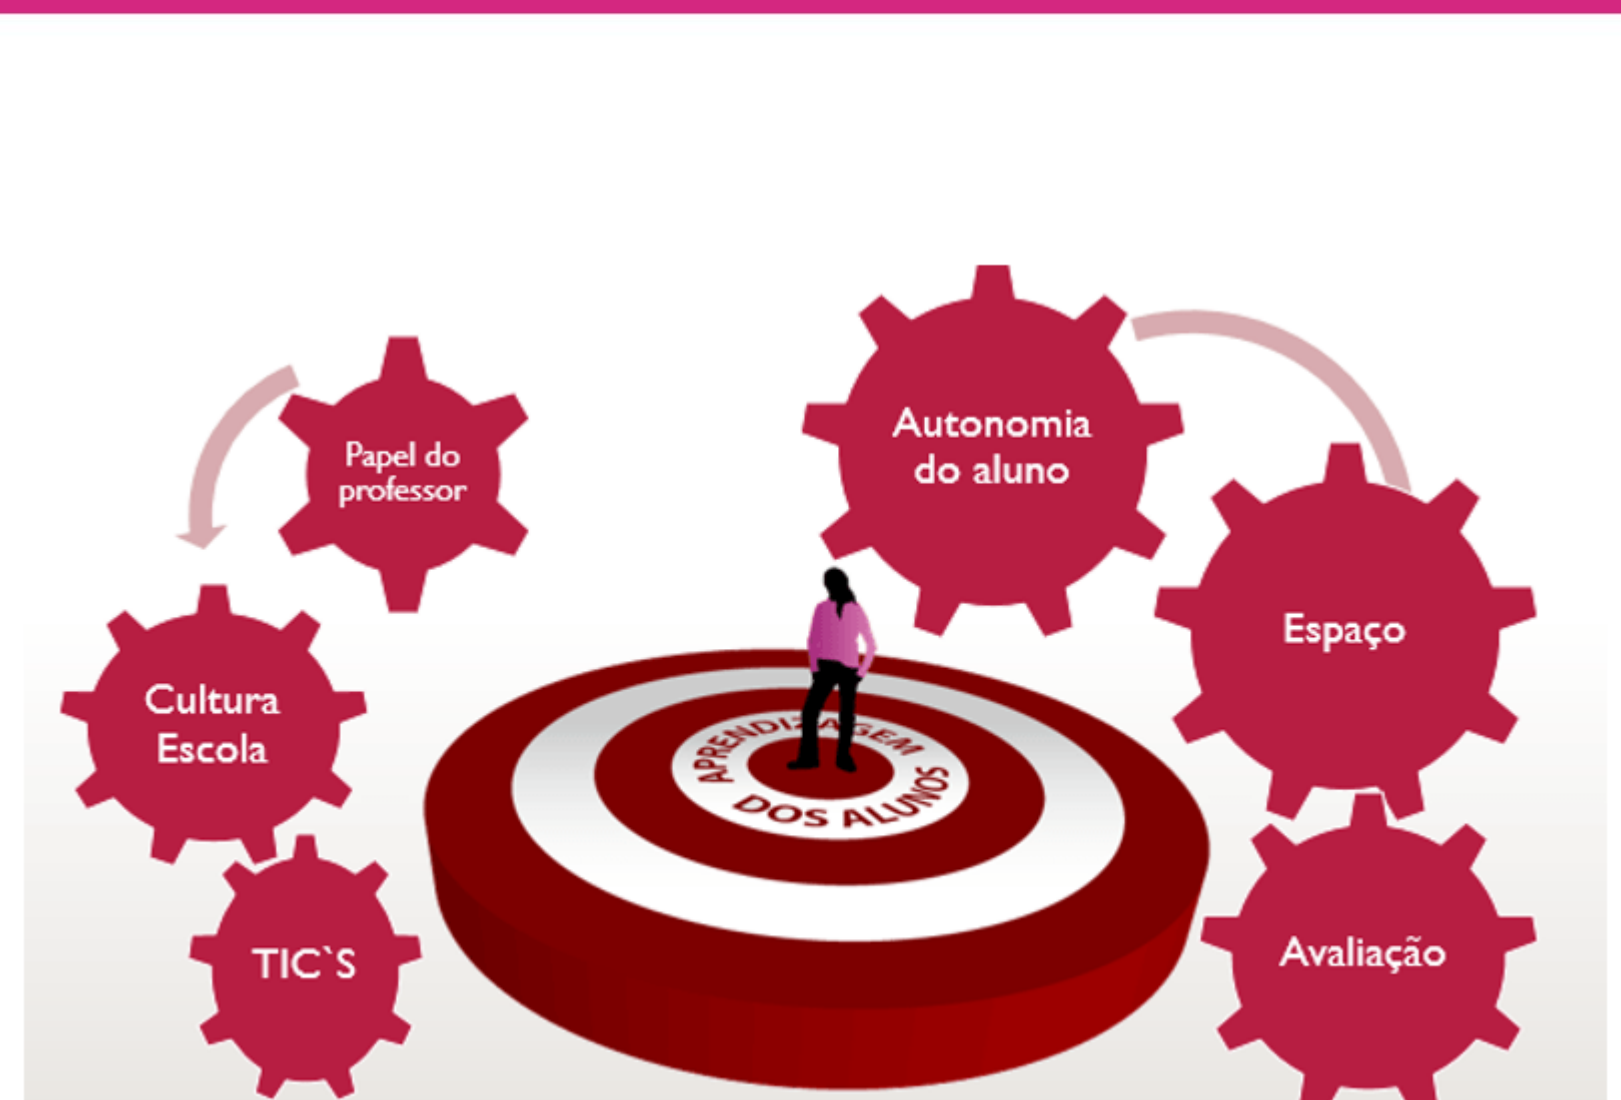 Papel do
professor
Cultura
Escola
TIC`S
Autonomia
do aluno
Espaço
Avaliação
APRENDIZAGEM
DOS ALUNOS